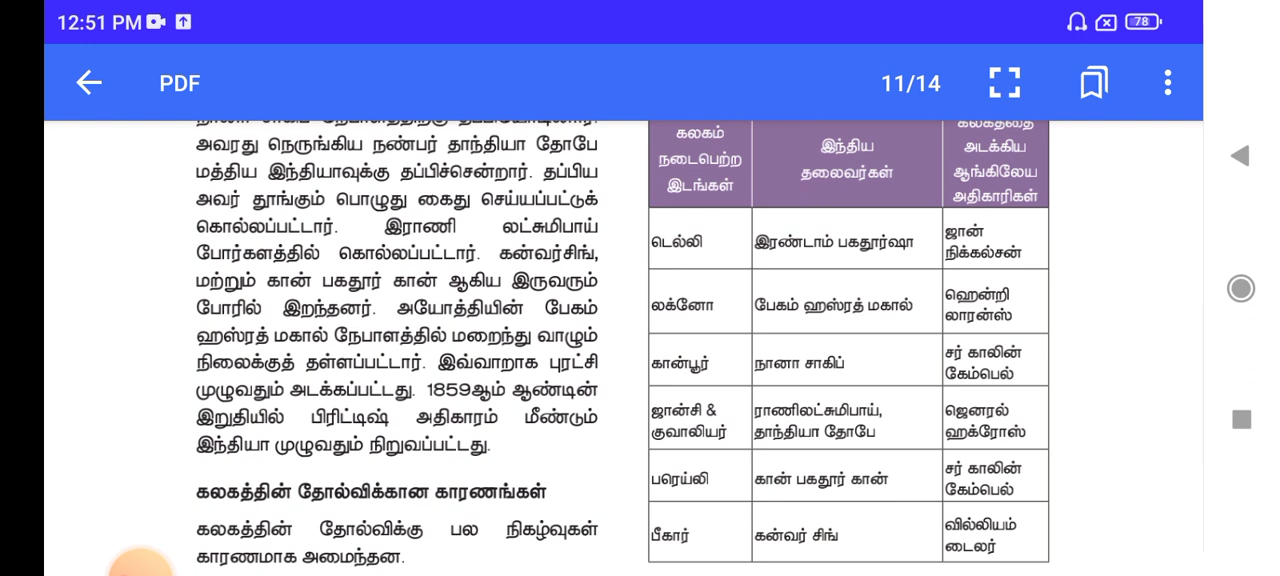 12:51 PM
78
PDF
11/14
அவரது நெருங்கிய நண்பர் தாந்தியா தோபே
மத்திய இந்தியாவுக்கு தப்பிச்சென்றார். தப்பிய
அவர் தூங்கும் பொழுது கைது செய்யப்பட்டுக்
கொல்லப்பட்டார். இராணி லட்சுமிபாய்
போர்களத்தில் கொல்லப்பட்டார். கன்வர்சிங்,
மற்றும் கான் பகதூர் கான் ஆகிய இருவரும்
போரில் இறந்தனர். அயோத்தியின் பேகம்
ஹஸ்ரத் மகால் நேபாளத்தில் மறைந்து வாழும்
நிலைக்குத் தள்ளப்பட்டார். இவ்வாறாக புரட்சி
முழுவதும் அடக்கப்பட்டது. 1859ஆம் ஆண்டின்
இறுதியில் பிரிட்டிஷ் அதிகாரம் மீண்டும்
இந்தியா முழுவதும் நிறுவப்பட்டது.
கலகத்தின் தோல்விக்கான காரணங்கள்
கலகத்தின் தோல்விக்கு பல நிகழ்வுகள்
காரணமாக அமைந்தன.
கலகம்
நடைபெற்ற
இடங்கள்
இந்திய
தலைவர்கள்
கலகத்தை
அடக்கிய
ஆங்கிலேய
அதிகாரிகள்
டெல்லி
இரண்டாம் பகதூர்ஷா
ஜான்
நிக்கல்சன்
லக்னோ
பேகம் ஹஸ்ரத் மகால்
ஹென்றி
லாரன்ஸ்
கான்பூர்
நானா சாகிப்
சர் காலின்
கேம்பெல்
ஜான்சி &
குவாலியர்
ராணிலட்சுமிபாய்,
தாந்தியா தோபே
ஜெனரல்
ஹக்ரோஸ்
பரெய்லி
கான் பகதூர் கான்
சர் காலின்
கேம்பெல்
பீகார்
கன்வர் சிங்
வில்லியம்
டைலர்